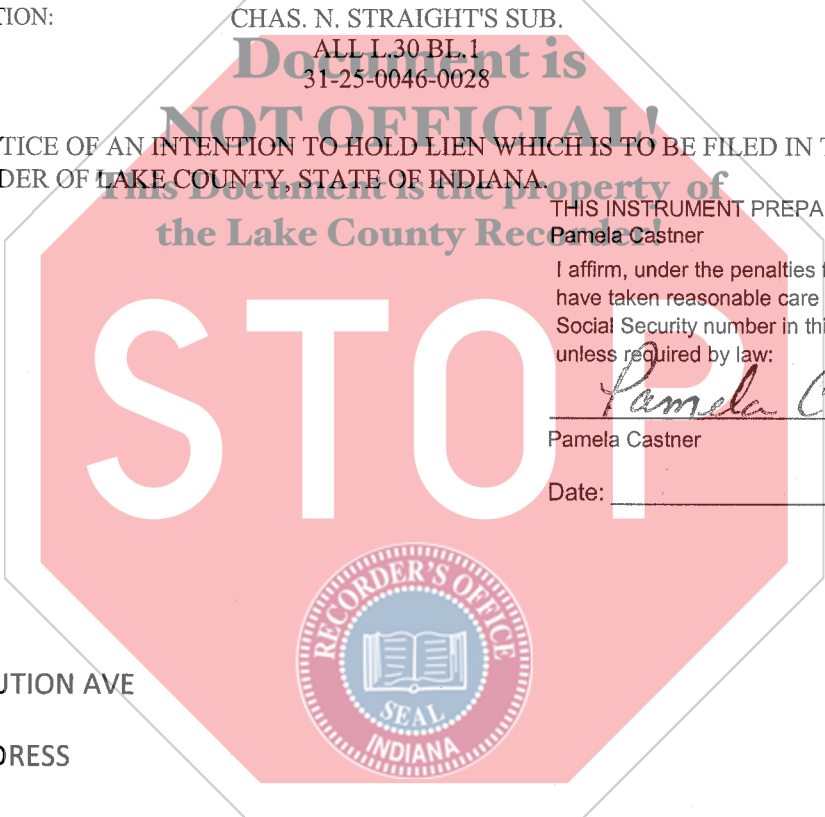 TION:
CHAS. N. STRAIGHT'S SUB.
ALL L.30 BL.1
31-25-0046-0028
Document is
NOT OFFICIAL!
This Document is the property of
the Lake County Recorder!
TICE OF AN INTENTION TO HOLD LIEN WHICH IS TO BE FILED IN T
DER OF LAKE COUNTY, STATE OF INDIANA.
THIS INSTRUMENT PREPA
Pamela Castner
I affirm, under the penalties f
have taken reasonable care
Social Security number in thi
unless required by law:
Pamela C
Pamela Castner
Date:
STOP
RECORDER'S OFFICE
SEAL
INDIANA
UTION AVE
DRESS